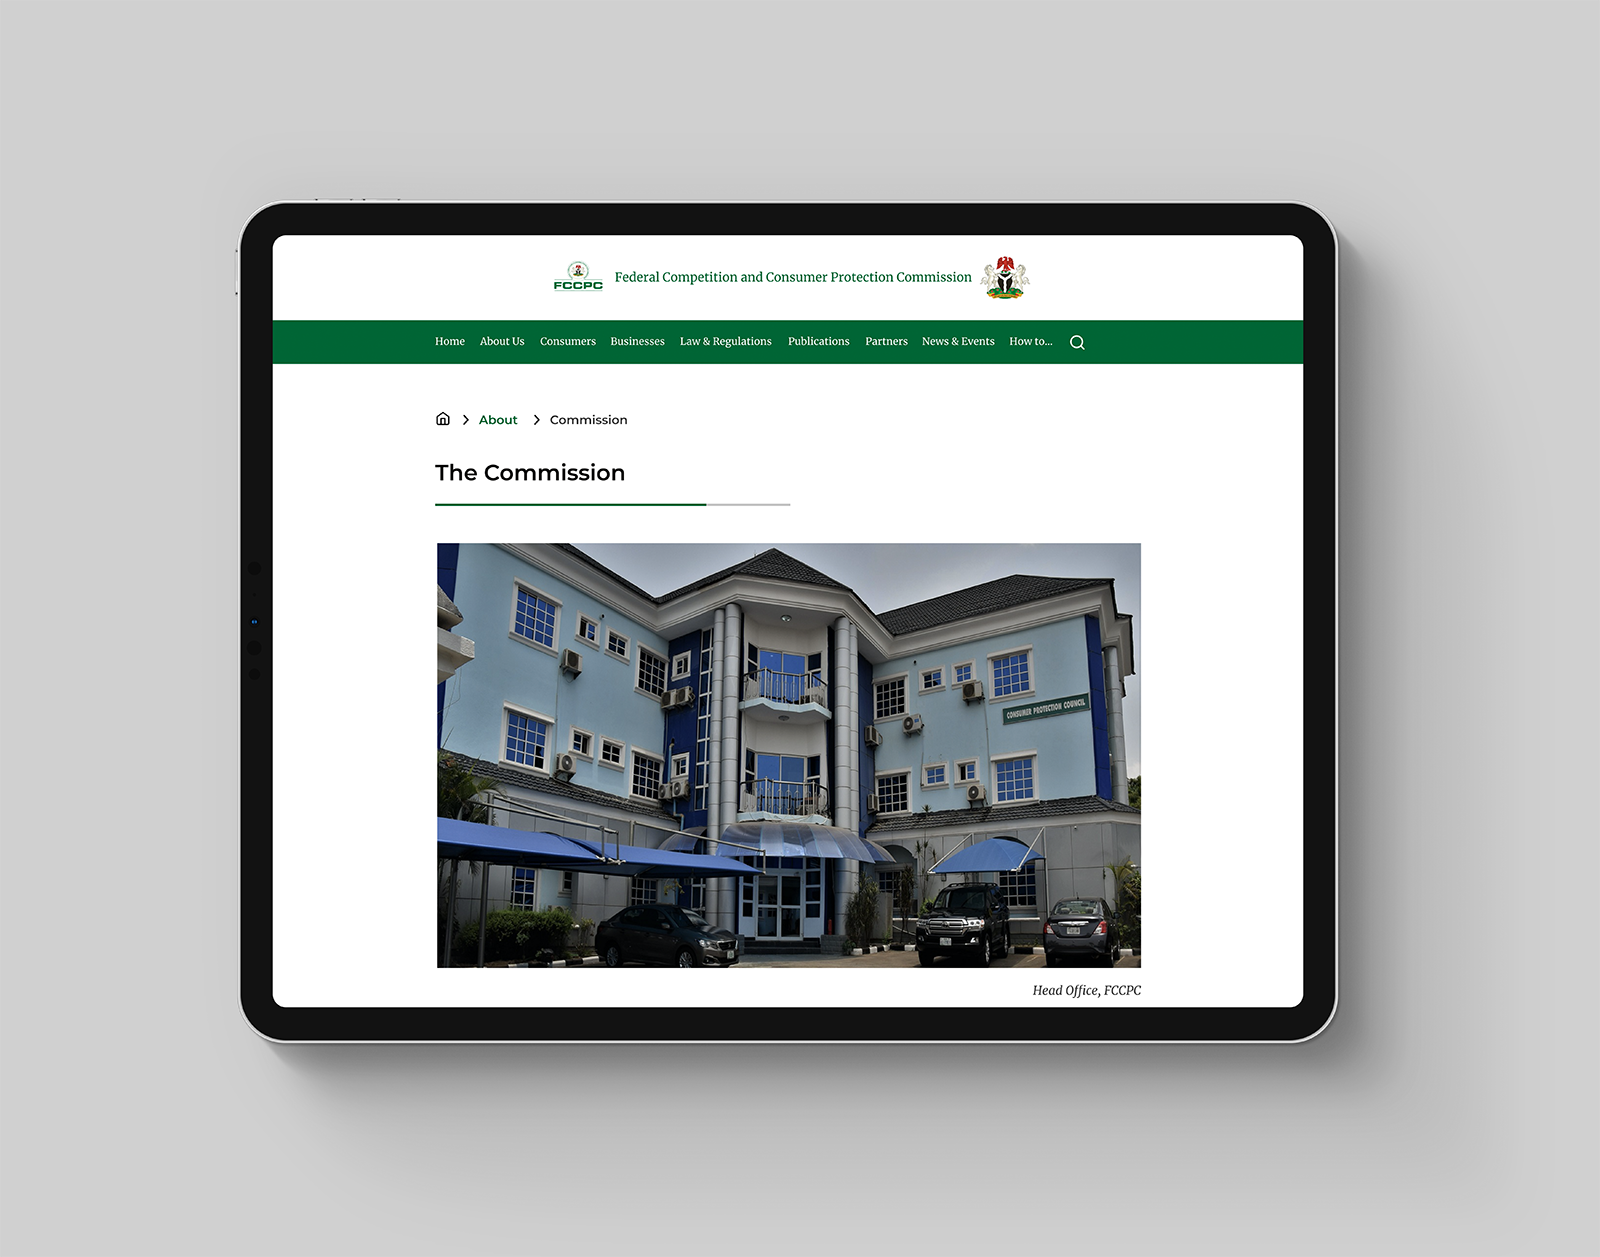 FCCPC
Federal Competition and Consumer Protection Commission
Home About Us Consumers Businesses Law & Regulations Publications Partners News & Events How to...
About Commission
The Commission
CONSUMER PROTECTION COUNCIL
Head Office, FCCPC